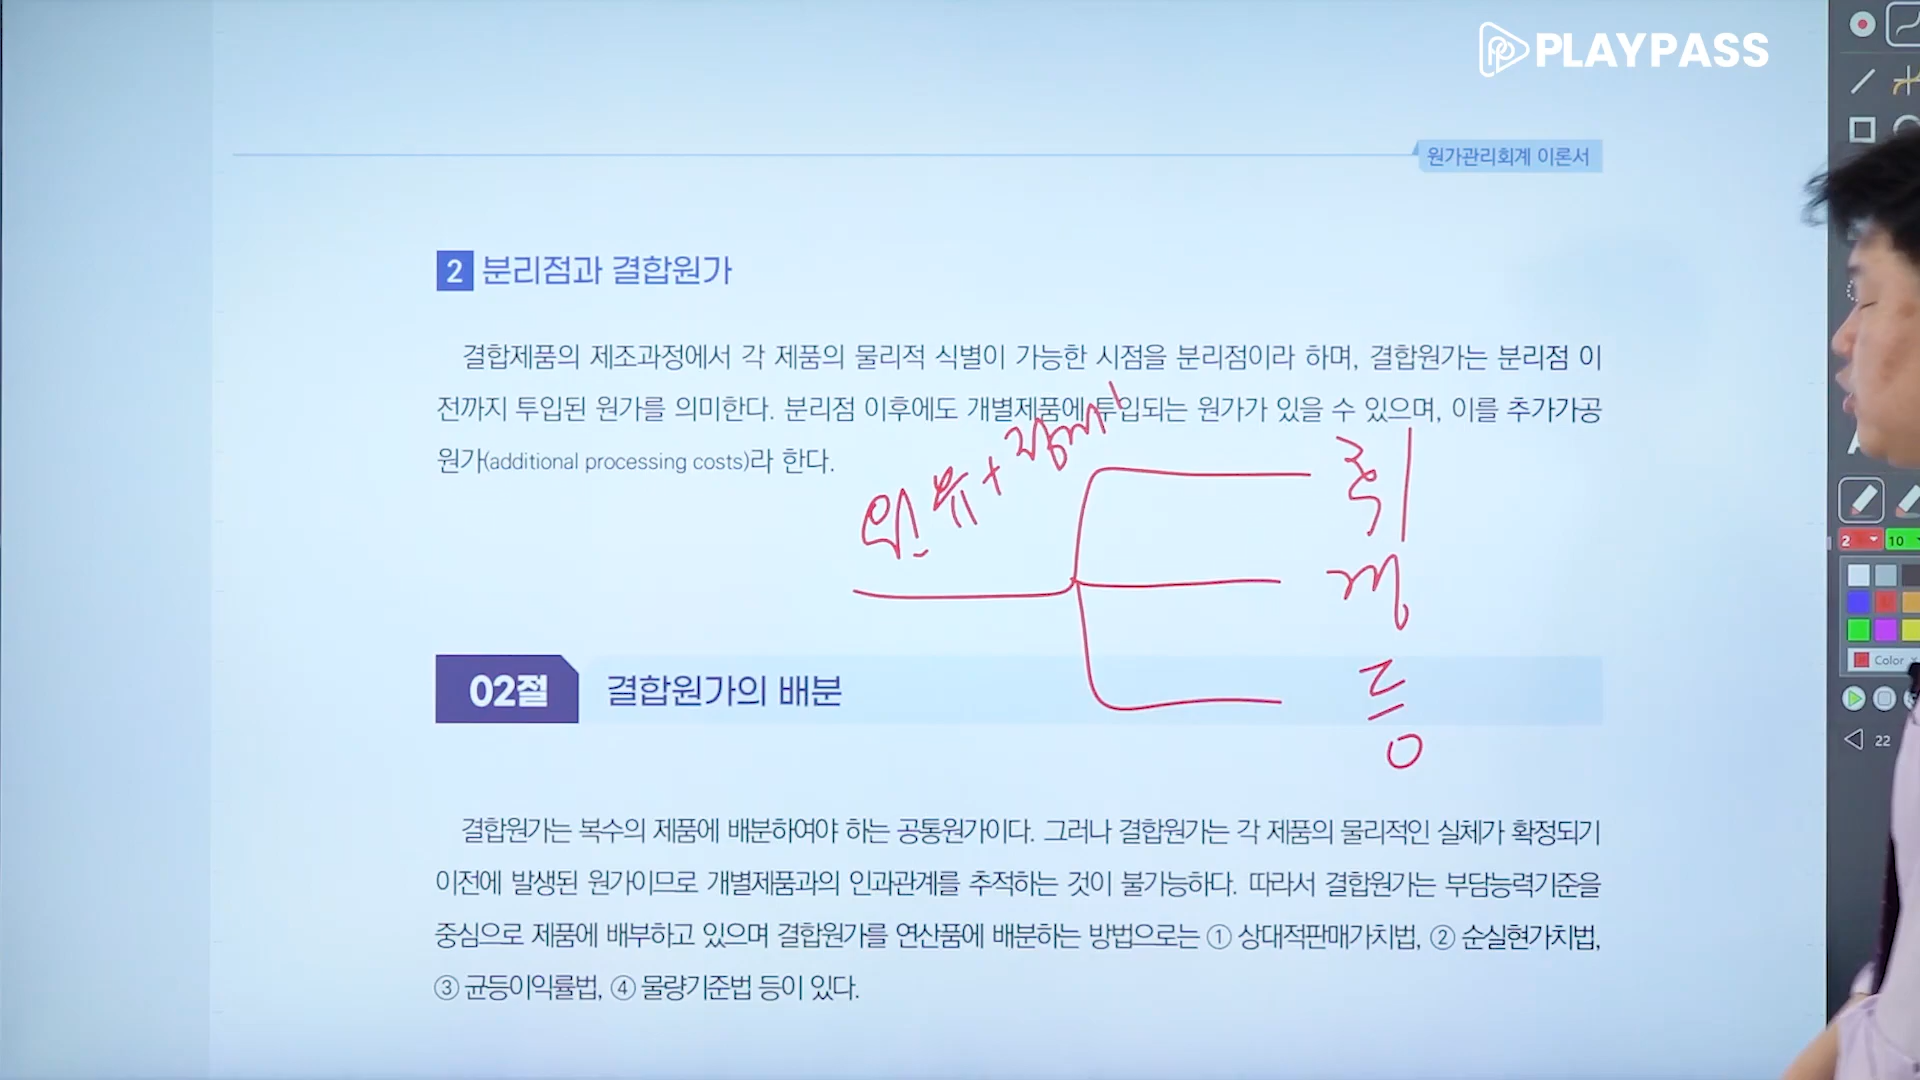 PLAYPASS
원가관리회계 이론서
2 분리점과 결합원가
결합제품의 제조과정에서 각 제품의 물리적 식별이 가능한 시점을 분리점이라 하며, 결합원가는 분리점 이
전까지 투입된 원가를 의미한다. 분리점 이후에도 개별제품에 투입되는 원가가 있을 수 있으며, 이를 추가가공
원가(additional processing costs)라 한다.
원유+
휘
등
02절 결합원가의 배분
결합원가는 복수의 제품에 배분하여야 하는 공통원가이다. 그러나 결합원가는 각 제품의 물리적인 실체가 확정되기
이전에 발생된 원가이므로 개별제품과의 인과관계를 추적하는 것이 불가능하다. 따라서 결합원가는 부담능력기준을
중심으로 제품에 배부하고 있으며 결합원가를 연산품에 배분하는 방법으로는 ① 상대적판매가치법, ② 순실현가치법,
③ 균등이익률법, ④ 물량기준법 등이 있다.
2
10
Color
22